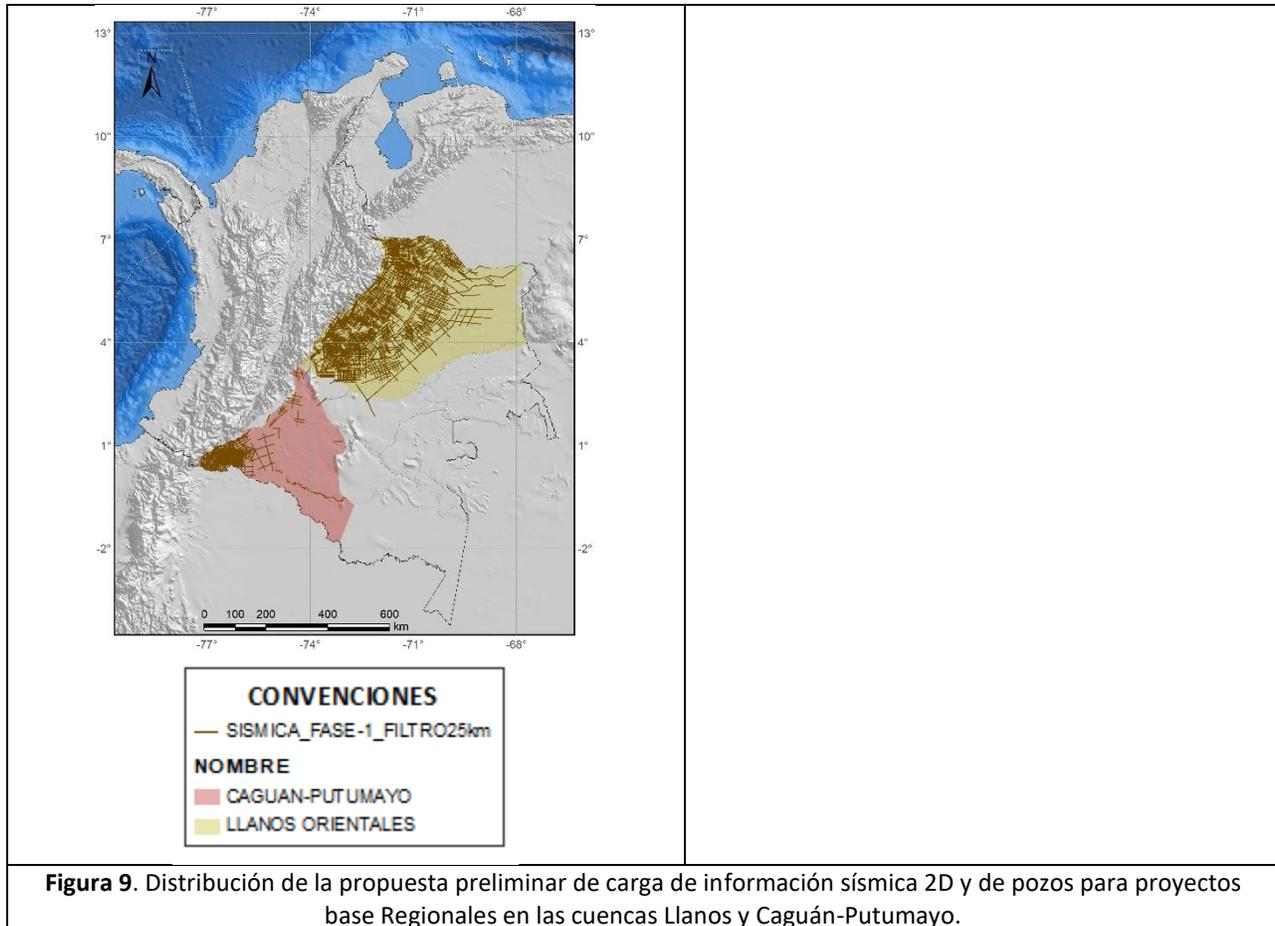 -77° -74° -71° -68°
13° 13°
N
10° 10°
7° 7°
4° 4°
1° 1°
-2° -2°
0 100 200 400 600
km
-77° -74° -71° -68°
CONVENCIONES
SISMICA_FASE-1_FILTRO25km
NOMBRE
CAGUAN-PUTUMAYO
LLANOS ORIENTALES
Figura 9. Distribución de la propuesta preliminar de carga de información sísmica 2D y de pozos para proyectos
base Regionales en las cuencas Llanos y Caguán-Putumayo.